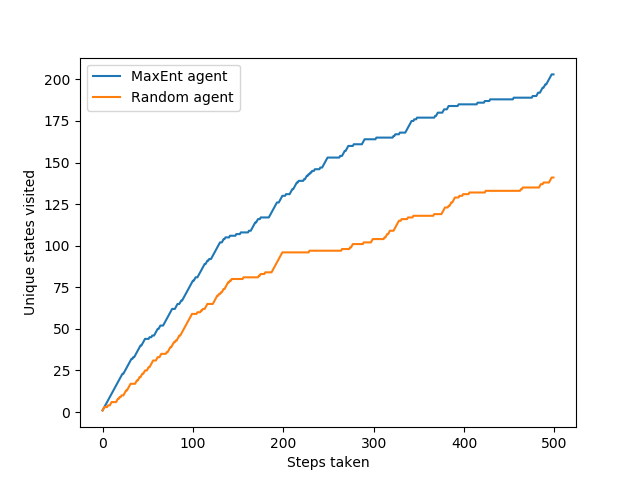 MaxEnt agent
Random agent
200
175
150
125
100
75
50
25
0
Unique states visited
0 100 200 300 400 500
Steps taken